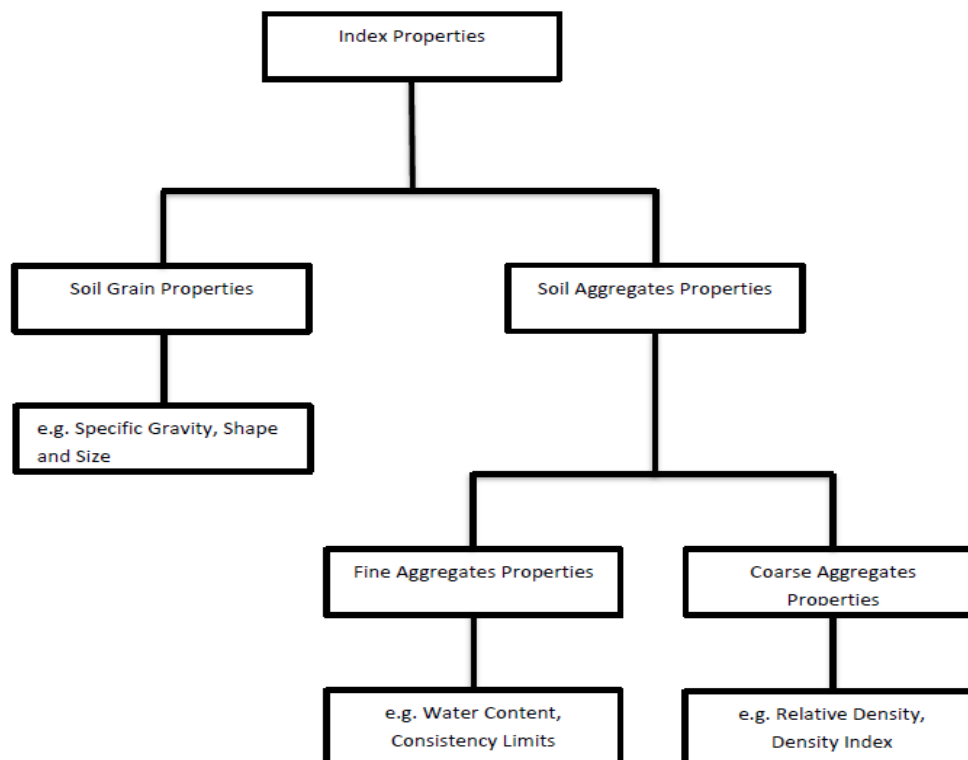 Index Properties
Soil Grain Properties
Soil Aggregates Properties
e.g. Specific Gravity, Shape
and Size
Fine Aggregates Properties
Coarse Aggregates
Properties
e.g. Water Content,
Consistency Limits
e.g. Relative Density,
Density Index